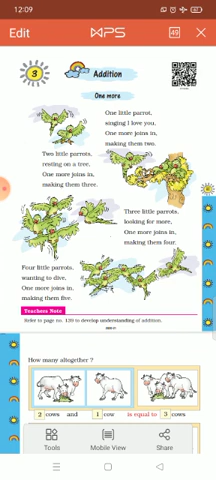 12:09
Edit
WPS
49
3
Addition
One more
One little parrot,
singing I love you.
One more joins in,
making them two.
Two little parrots,
resting on a tree,
One more joins in,
making them three.
Three little parrots,
looking for more,
One more joins in,
making them four.
Four little parrots,
wanting to dive,
One more joins in,
making them five.
Teachers Note
Refer to page no. 129 to develop understanding of addition.
How many altogether ?
2 cows and 1 cow is equal to 3 cows
Tools
Mobile View
Share